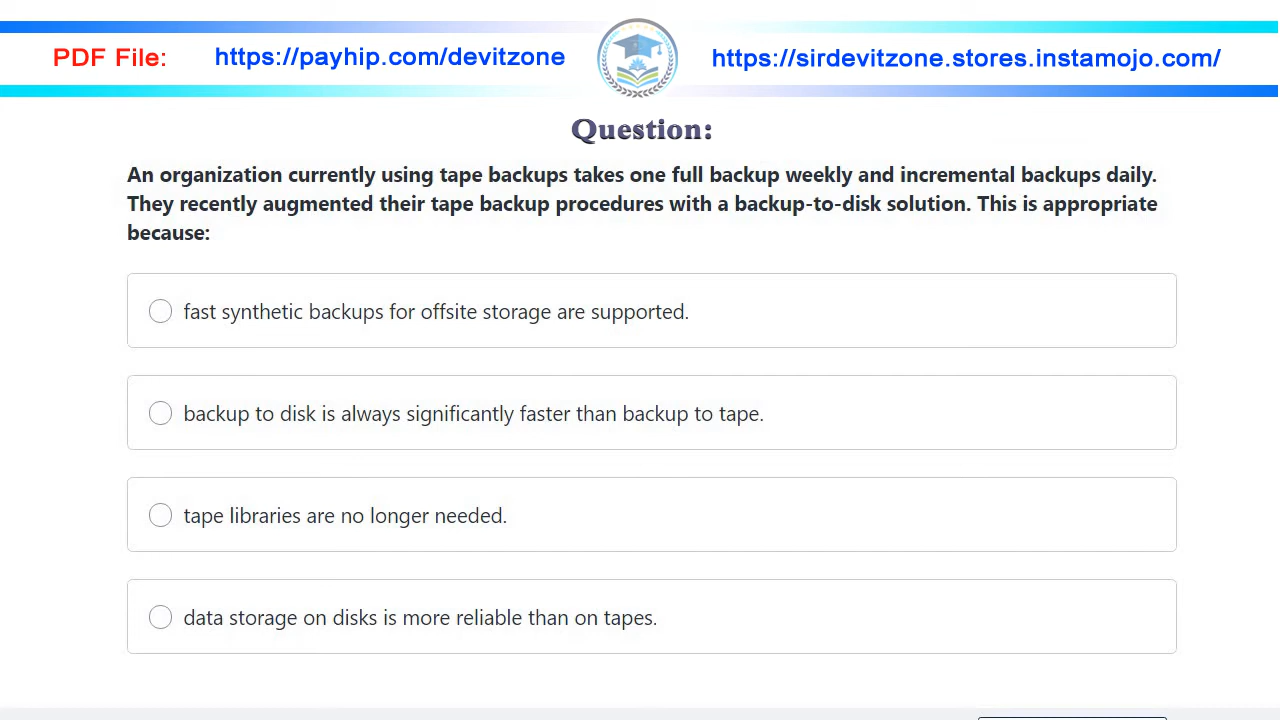 PDF File: https://payhip.com/devitzone https://sirdevitzone.stores.instamojo.com/
Question:
An organization currently using tape backups takes one full backup weekly and incremental backups daily.
They recently augmented their tape backup procedures with a backup-to-disk solution. This is appropriate
because:
fast synthetic backups for offsite storage are supported.
backup to disk is always significantly faster than backup to tape.
tape libraries are no longer needed.
data storage on disks is more reliable than on tapes.